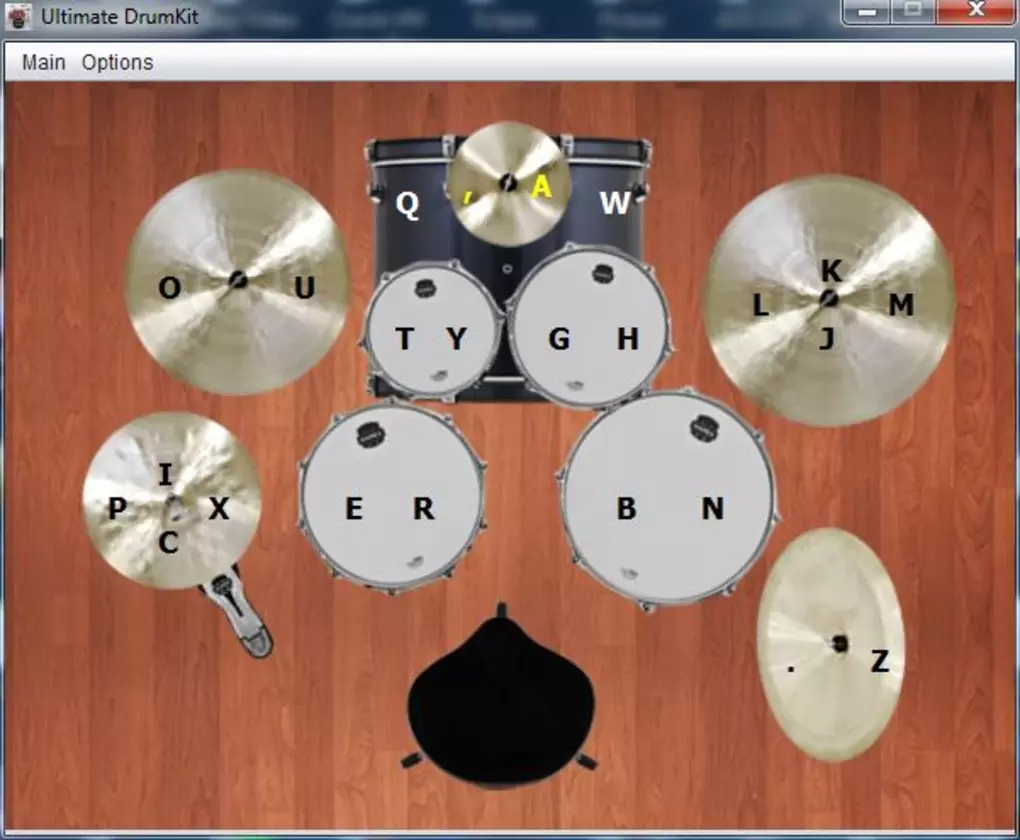 Ultimate DrumKit
Main Options
Q , A W
O U
T Y G H
K
L M
J
I
P X
C
E R
B N
. Z